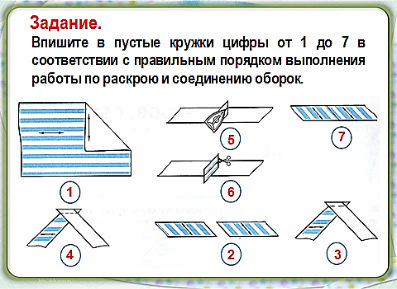 Задание.
Впишите в пустые кружки цифры от 1 до 7 в
соответствии с правильным порядком выполнения
работы по раскрою и соединению оборок.
5
7
1
6
4
2
3